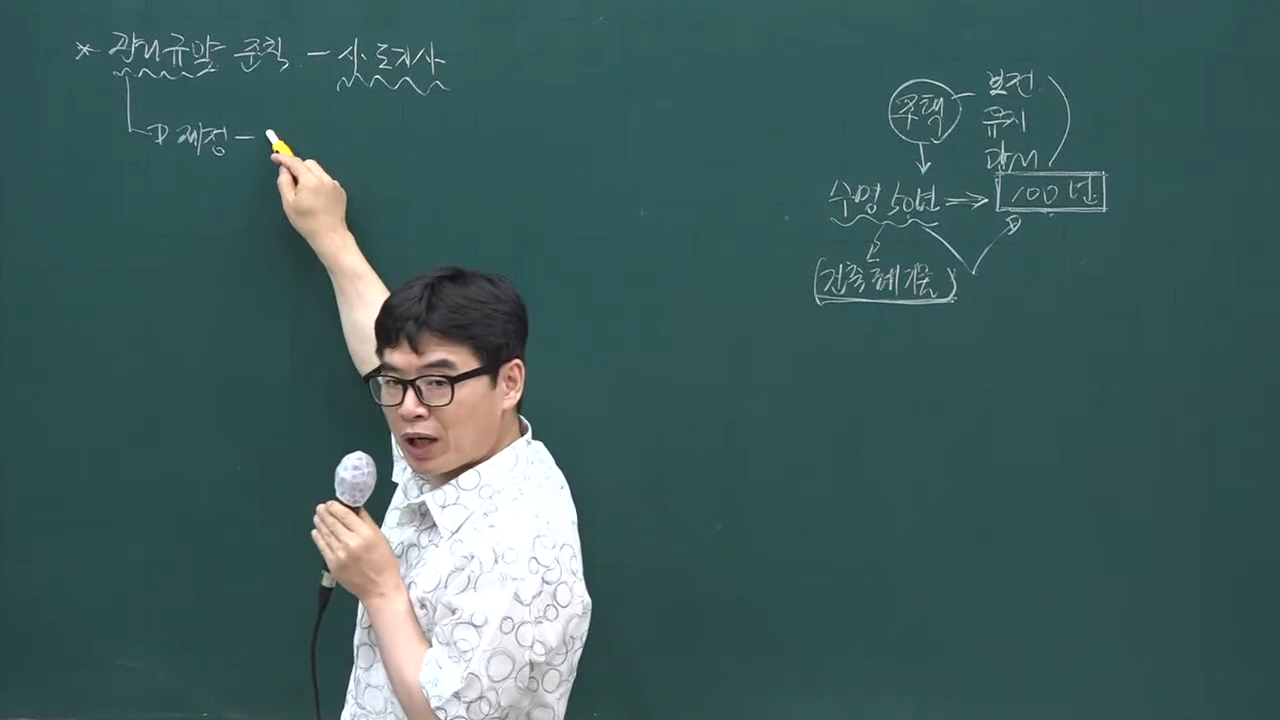 * 관리규약 준칙 - 시·도지사
제정 -
주택 - 보전
유지
관리
수명 50년 ⇒ 100년
(건축폐기물)